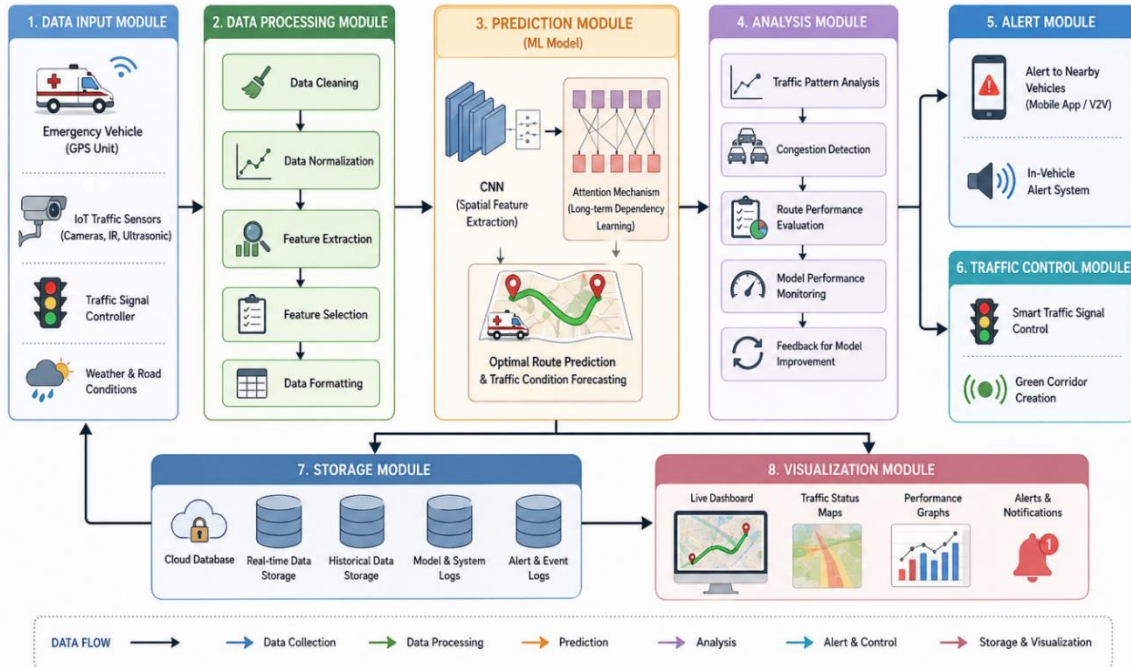 1. DATA INPUT MODULE
Emergency Vehicle
(GPS Unit)
IoT Traffic Sensors
(Cameras, IR, Ultrasonic)
Traffic Signal
Controller
Weather & Road
Conditions
2. DATA PROCESSING MODULE
Data Cleaning
Data Normalization
Feature Extraction
Feature Selection
Data Formatting
3. PREDICTION MODULE
(ML Model)
CNN
(Spatial Feature
Extraction)
Attention Mechanism
(Long-term Dependency
Learning)
Optimal Route Prediction
& Traffic Condition Forecasting
4. ANALYSIS MODULE
Traffic Pattern Analysis
Congestion Detection
Route Performance
Evaluation
Model Performance
Monitoring
Feedback for Model
Improvement
5. ALERT MODULE
Alert to Nearby
Vehicles
(Mobile App / V2V)
In-Vehicle
Alert System
6. TRAFFIC CONTROL MODULE
Smart Traffic Signal
Control
Green Corridor
Creation
7. STORAGE MODULE
Cloud Database
Real-time Data
Storage
Historical Data
Storage
Model & System
Logs
Alert & Event
Logs
8. VISUALIZATION MODULE
Live Dashboard
Traffic Status
Maps
Performance
Graphs
Alerts &
Notifications
1
DATA FLOW
Data Collection
Data Processing
Prediction
Analysis
Alert & Control
Storage & Visualization